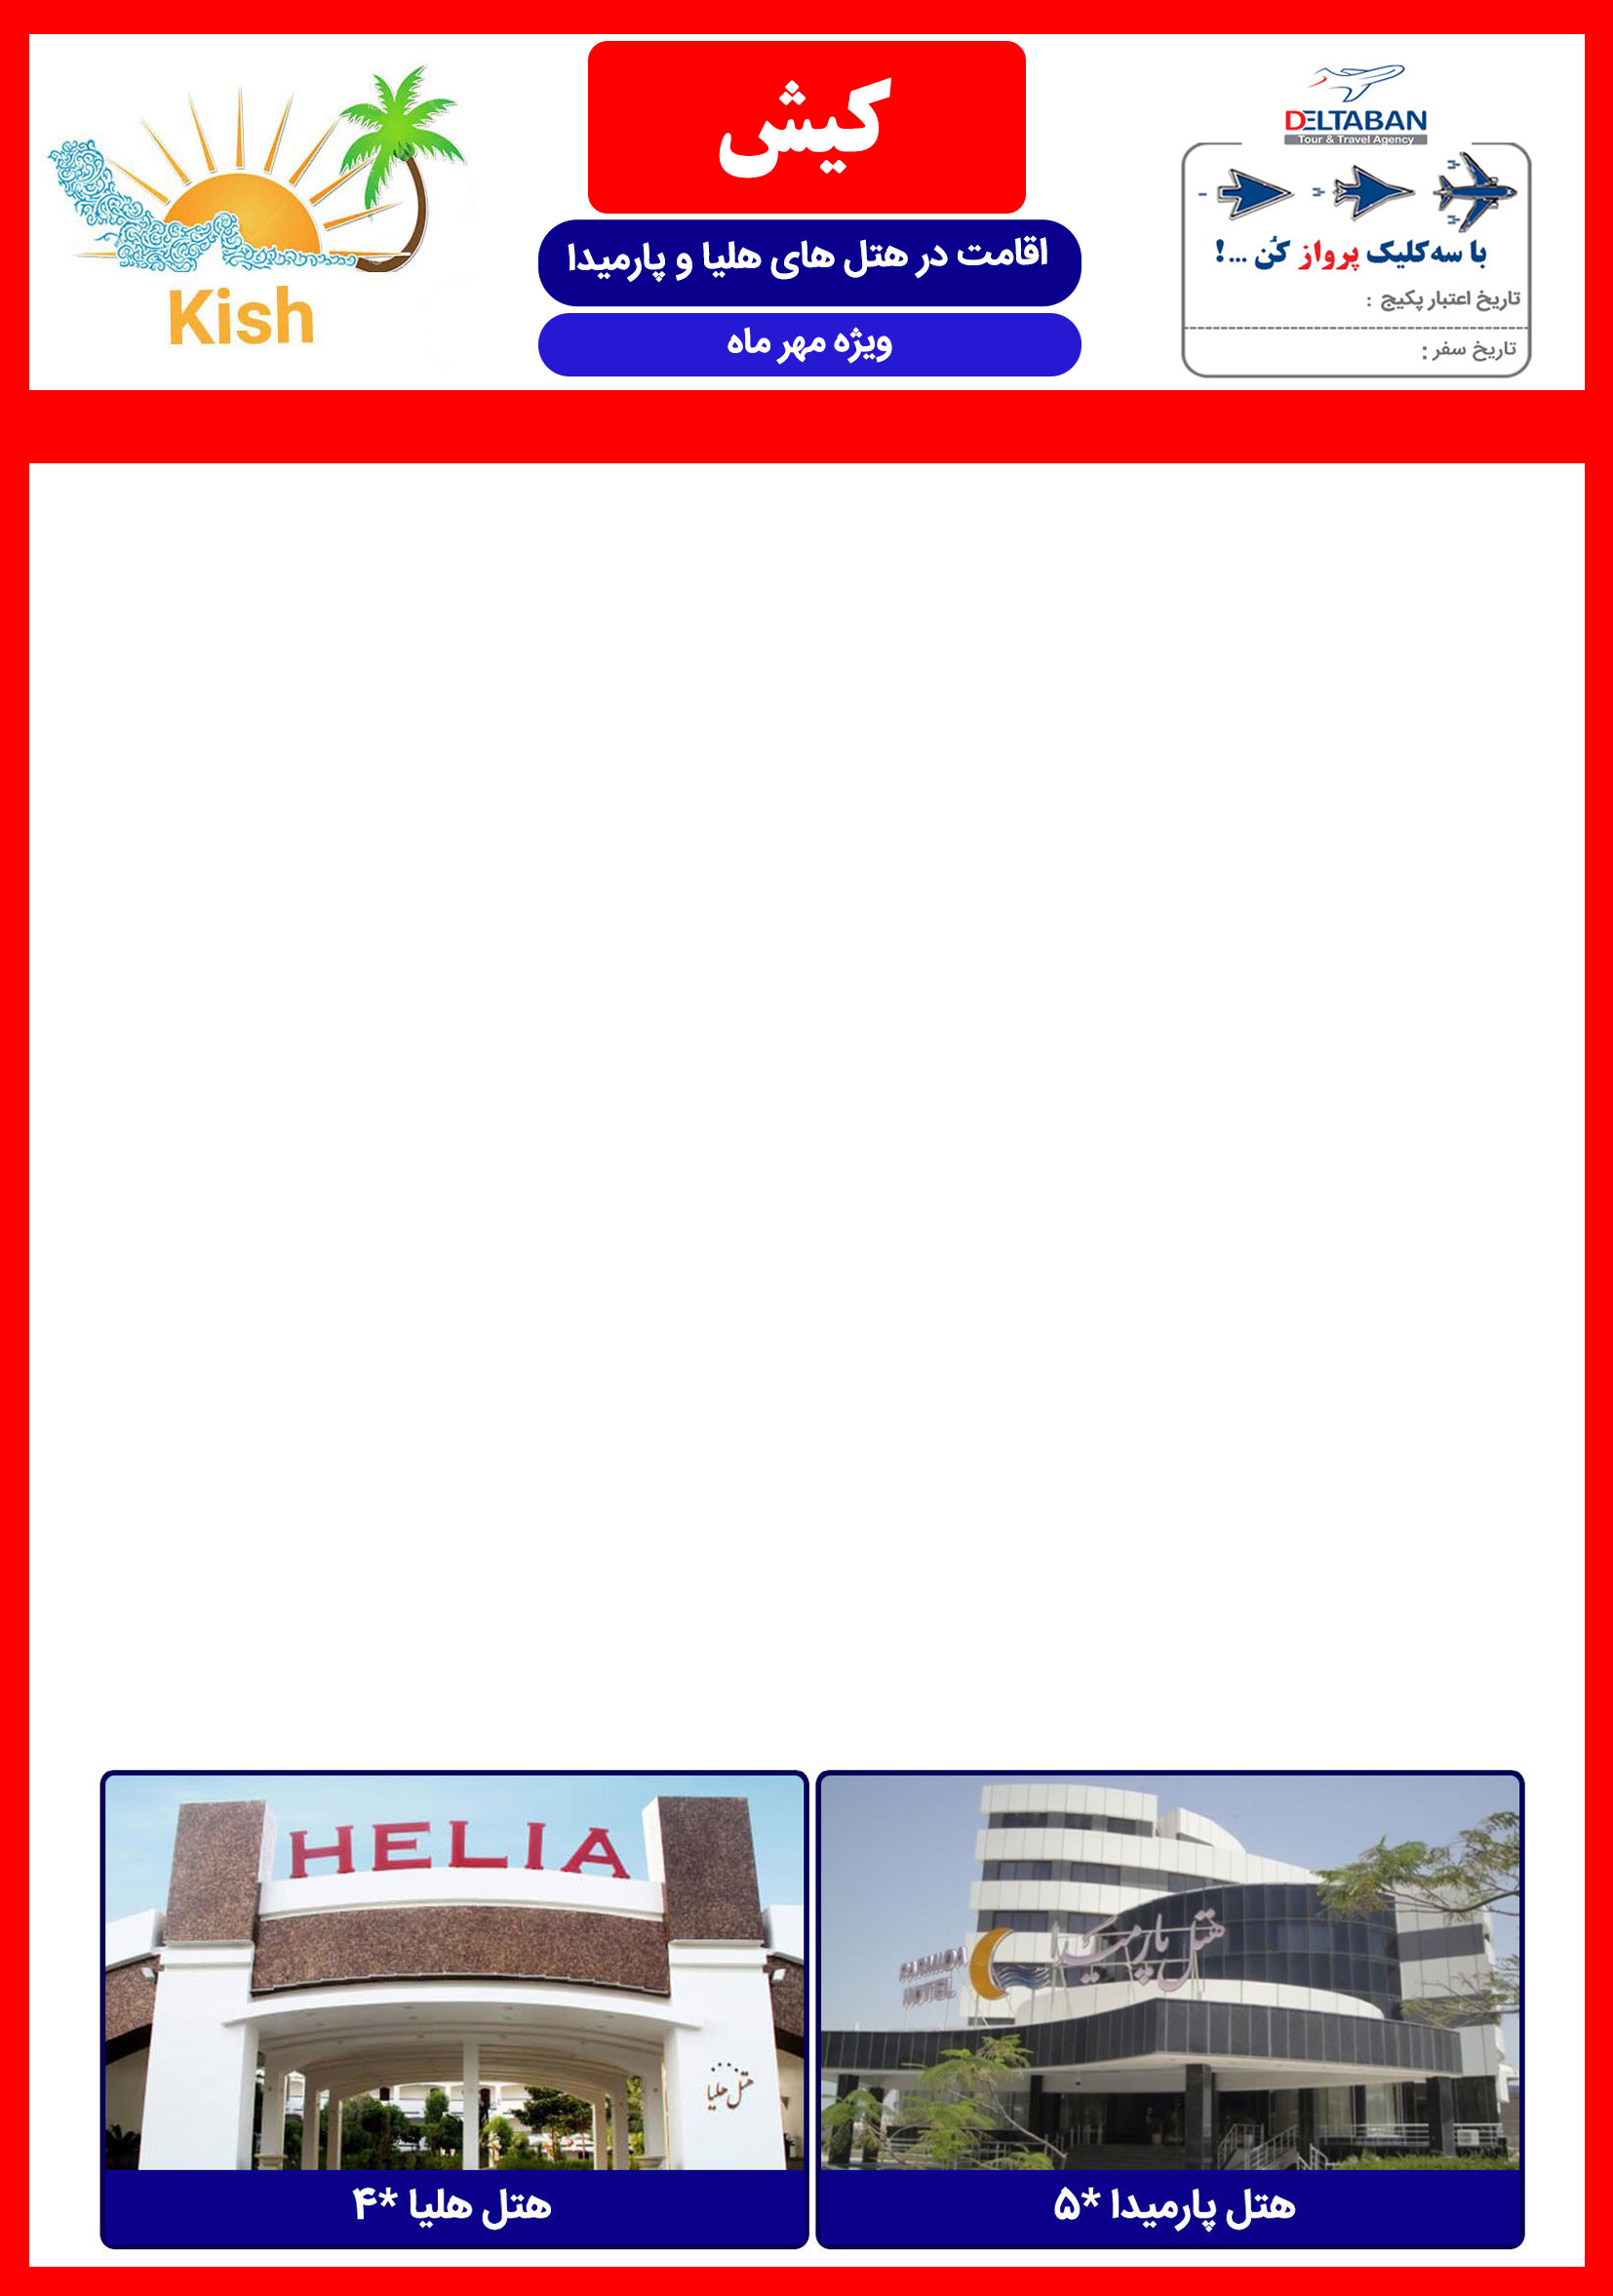 کیش
اقامت در هتل های هلیا و پارمیدا
ویژه مهر ماه
DELTABAN
Tour & Travel Agency
با سه کلیک پرواز کُن ...!
تاریخ اعتبار پکیج :
تاریخ سفر :
Kish
هتل پارمیدا
PARMIDA
HOTEL
هتل پارمیدا *۵
HELIA
هتل هلیا
هتل هلیا *۴